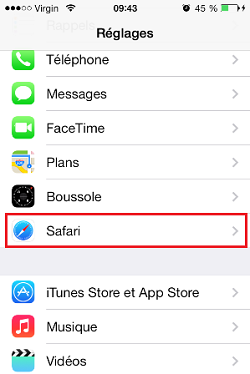 Virgin 09:43 45 %
Rappels
Réglages
Téléphone
Messages
FaceTime
Plans
Boussole
Safari
iTunes Store et App Store
Musique
Vidéos